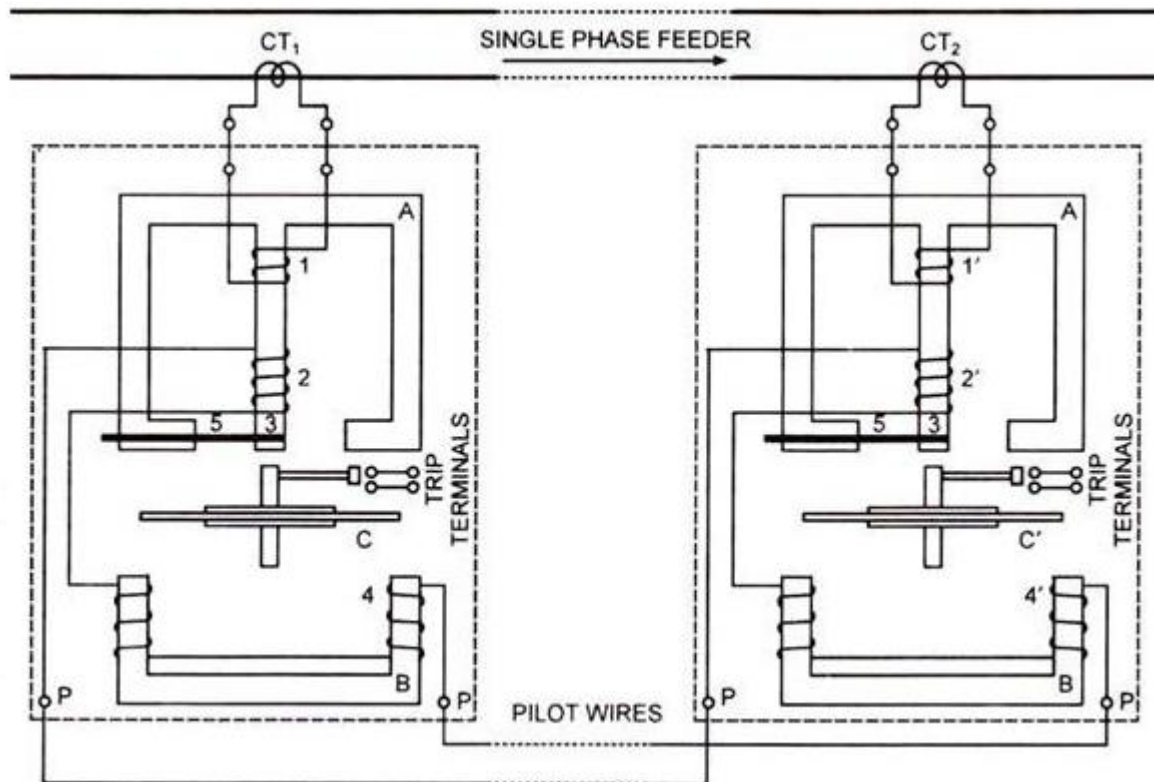 CT₁
SINGLE PHASE FEEDER
CT₂
A
1
2
5
3
TRIP
TERMINALS
C
4
B
P
P
A
1′
2′
5
3
TRIP
TERMINALS
C′
4′
B
P
P
PILOT WIRES